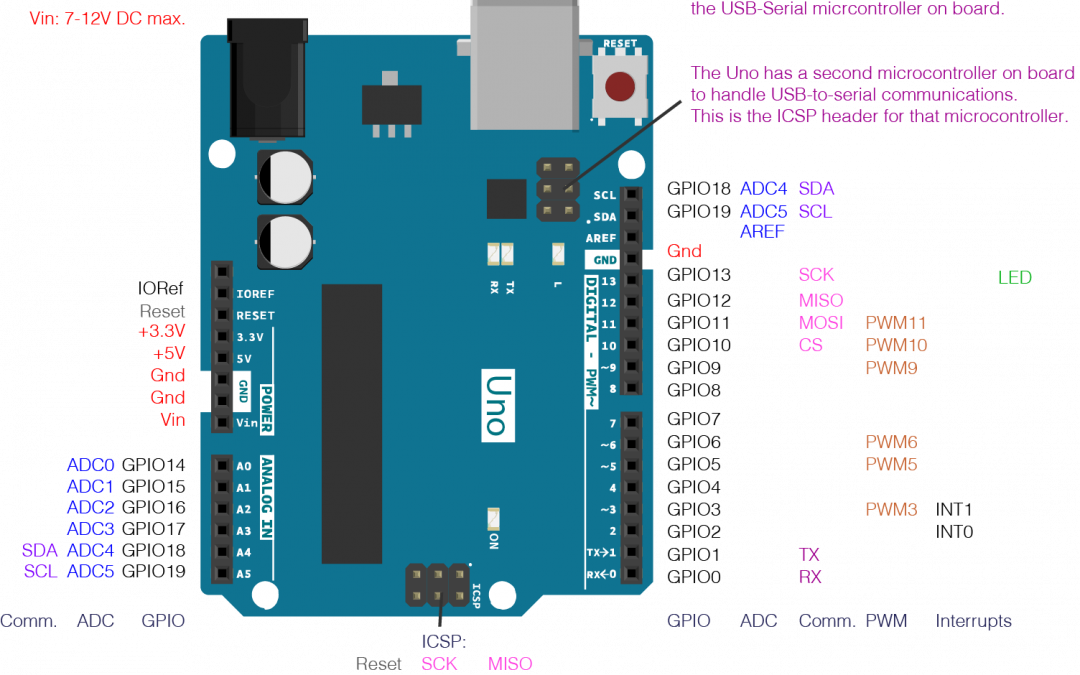 Vin: 7-12V DC max.
the USB-Serial micrcontroller on board.
RESET
The Uno has a second microcontroller on board
to handle USB-to-serial communications.
This is the ICSP header for that microcontroller.
SCL GPIO18 ADC4 SDA
SDA GPIO19 ADC5 SCL
AREF AREF
GND Gnd
RX TX L
13 GPIO13 SCK LED
12 GPIO12 MISO
11 GPIO11 MOSI PWM11
10 GPIO10 CS PWM10
~9 GPIO9 PWM9
8 GPIO8
DIGITAL - PWM~
IORef IOREF
Reset RESET
+3.3V 3.3V
+5V 5V
Gnd GND
Gnd
Vin Vin
POWER
Uno
7 GPIO7
~6 GPIO6 PWM6
~5 GPIO5 PWM5
4 GPIO4
~3 GPIO3 PWM3 INT1
2 GPIO2 INT0
TX→1 GPIO1 TX
RX←0 GPIO0 RX
ADC0 GPIO14 A0
ADC1 GPIO15 A1
ADC2 GPIO16 A2
ADC3 GPIO17 A3
SDA ADC4 GPIO18 A4
SCL ADC5 GPIO19 A5
ANALOG IN
ON
ICSP
Comm. ADC GPIO
GPIO ADC Comm. PWM Interrupts
ICSP:
Reset SCK MISO